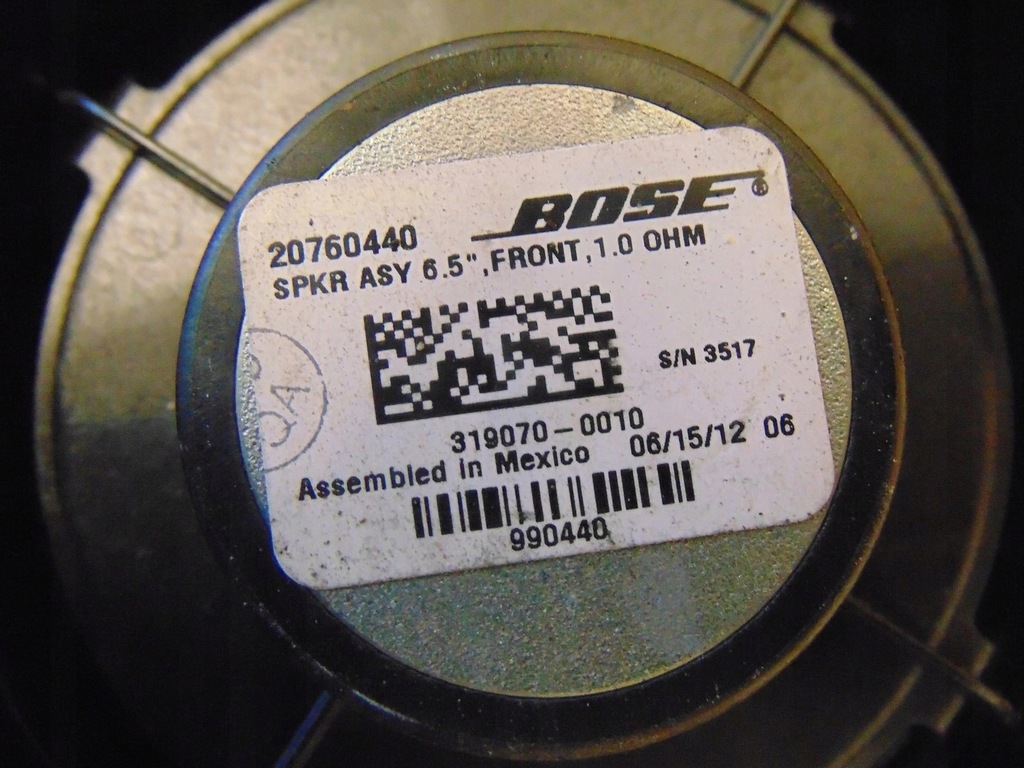 BOSE®
20760440
SPKR ASY 6.5",FRONT,1.0 OHM
S/N 3517
319070-0010
Assembled in Mexico 06/15/12 06
990440
QA